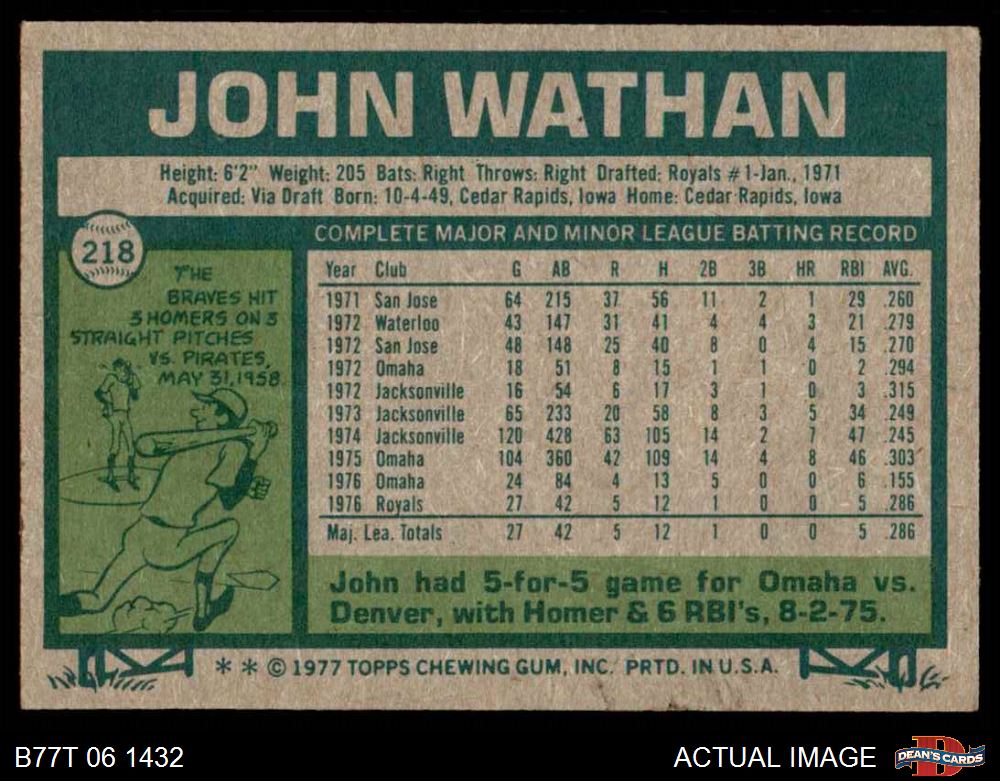 JOHN WATHAN
Height: 6'2" Weight: 205 Bats: Right Throws: Right Drafted: Royals #1-Jan., 1971
Acquired: Via Draft Born: 10-4-49, Cedar Rapids, Iowa Home: Cedar Rapids, Iowa
218
THE
BRAVES HIT
3 HOMERS ON 3
STRAIGHT PITCHES
VS. PIRATES,
MAY 31, 1958
COMPLETE MAJOR AND MINOR LEAGUE BATTING RECORD
Year Club G AB R H 2B 3B HR RBI AVG.
1971 San Jose 64 215 37 56 11 2 1 29 .260
1972 Waterloo 43 147 31 41 4 4 3 21 .279
1972 San Jose 48 148 25 40 8 0 4 15 .270
1972 Omaha 18 51 8 15 1 1 0 2 .294
1972 Jacksonville 16 54 6 17 3 1 0 3 .315
1973 Jacksonville 65 233 20 58 8 3 5 34 .249
1974 Jacksonville 120 428 63 105 14 2 7 47 .245
1975 Omaha 104 360 42 109 14 4 8 46 .303
1976 Omaha 24 84 4 13 5 0 0 6 .155
1976 Royals 27 42 5 12 1 0 0 5 .286
Maj. Lea. Totals 27 42 5 12 1 0 0 5 .286
John had 5-for-5 game for Omaha vs.
Denver, with Homer & 6 RBI's, 8-2-75.
* * © 1977 TOPPS CHEWING GUM, INC. PRTD. IN U.S.A.
B77T 06 1432
ACTUAL IMAGE
D
DEAN'S CARDS